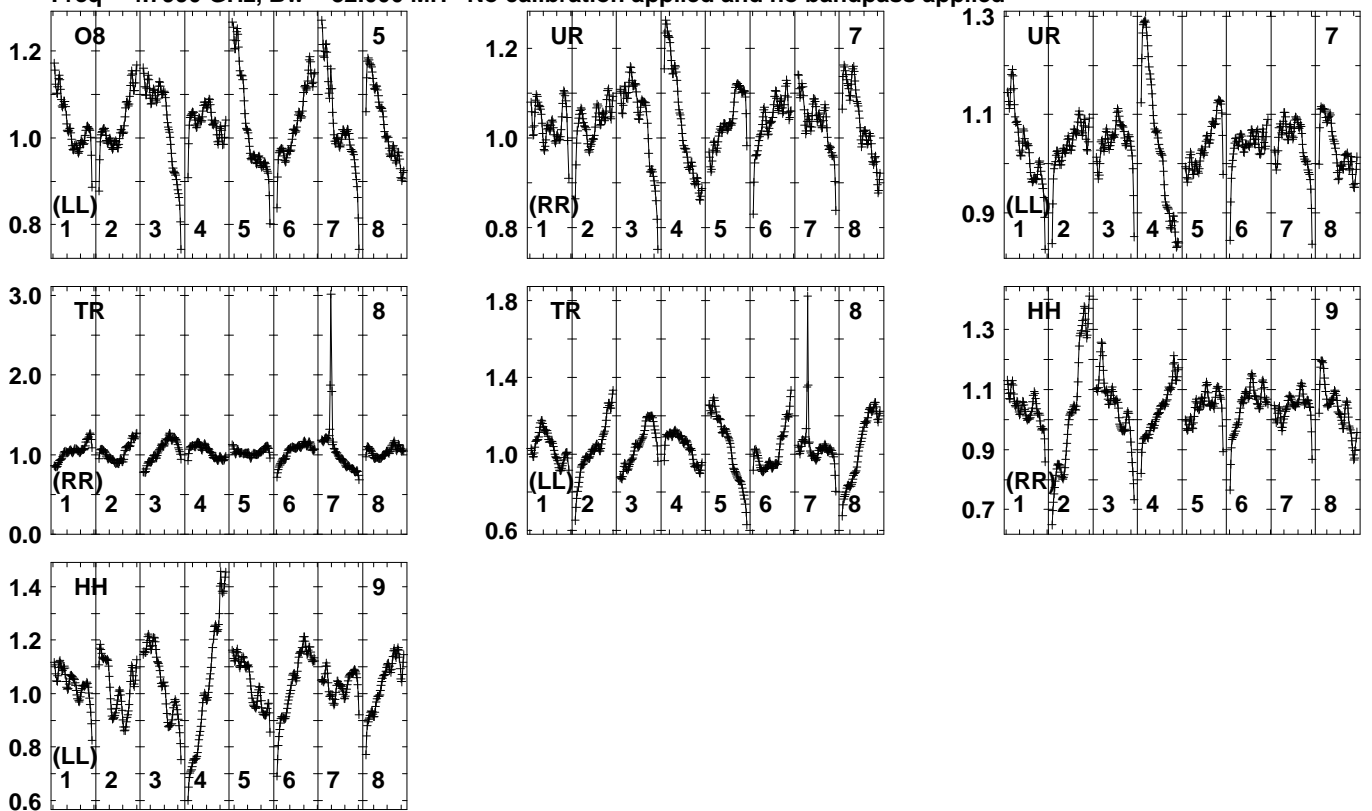 No calibration applied and no bandpass applied
O8 5
1.2
1.0
0.8
(LL)
1 2 3 4 5 6 7 8
UR 7
1.2
1.0
0.8
(RR)
1 2 3 4 5 6 7 8
UR 7
1.3
1.1
0.9
(LL)
1 2 3 4 5 6 7 8
TR 8
3.0
2.0
1.0
0.0
(RR)
1 2 3 4 5 6 7 8
TR 8
1.8
1.4
1.0
0.6
(LL)
1 2 3 4 5 6 7 8
HH 9
1.3
1.1
0.9
0.7
(RR)
1 2 3 4 5 6 7 8
HH 9
1.4
1.2
1.0
0.8
0.6
(LL)
1 2 3 4 5 6 7 8